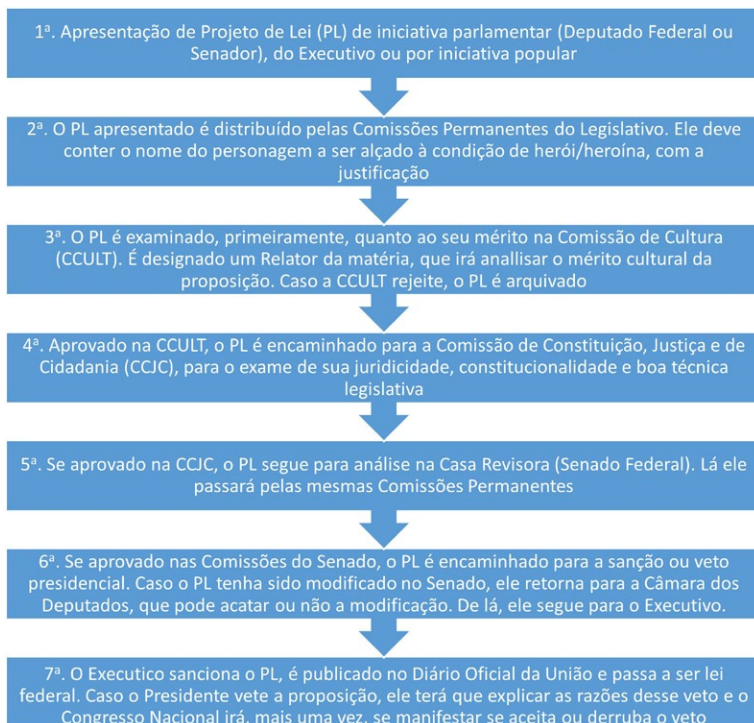 1ª. Apresentação de Projeto de Lei (PL) de iniciativa parlamentar (Deputado Federal ou
Senador), do Executivo ou por iniciativa popular
2ª. O PL apresentado é distribuído pelas Comissões Permanentes do Legislativo. Ele deve
conter o nome do personagem a ser alçado à condição de herói/heroína, com a
justificação
3ª. O PL é examinado, primeiramente, quanto ao seu mérito na Comissão de Cultura
(CCULT). É designado um Relator da matéria, que irá anallisar o mérito cultural da
proposição. Caso a CCULT rejeite, o PL é arquivado
4ª. Aprovado na CCULT, o PL é encaminhado para a Comissão de Constituição, Justiça e de
Cidadania (CCJC), para o exame de sua juridicidade, constitucionalidade e boa técnica
legislativa
5ª. Se aprovado na CCJC, o PL segue para análise na Casa Revisora (Senado Federal). Lá ele
passará pelas mesmas Comissões Permanentes
6ª. Se aprovado nas Comissões do Senado, o PL é encaminhado para a sanção ou veto
presidencial. Caso o PL tenha sido modificado no Senado, ele retorna para a Câmara dos
Deputados, que pode acatar ou não a modificação. De lá, ele segue para o Executivo.
7ª. O Executico sanciona o PL, é publicado no Diário Oficial da União e passa a ser lei
federal. Caso o Presidente vete a proposição, ele terá que explicar as razões desse veto e o
Congresso Nacional irá, mais uma vez, se manifestar se aceita ou derruba o veto